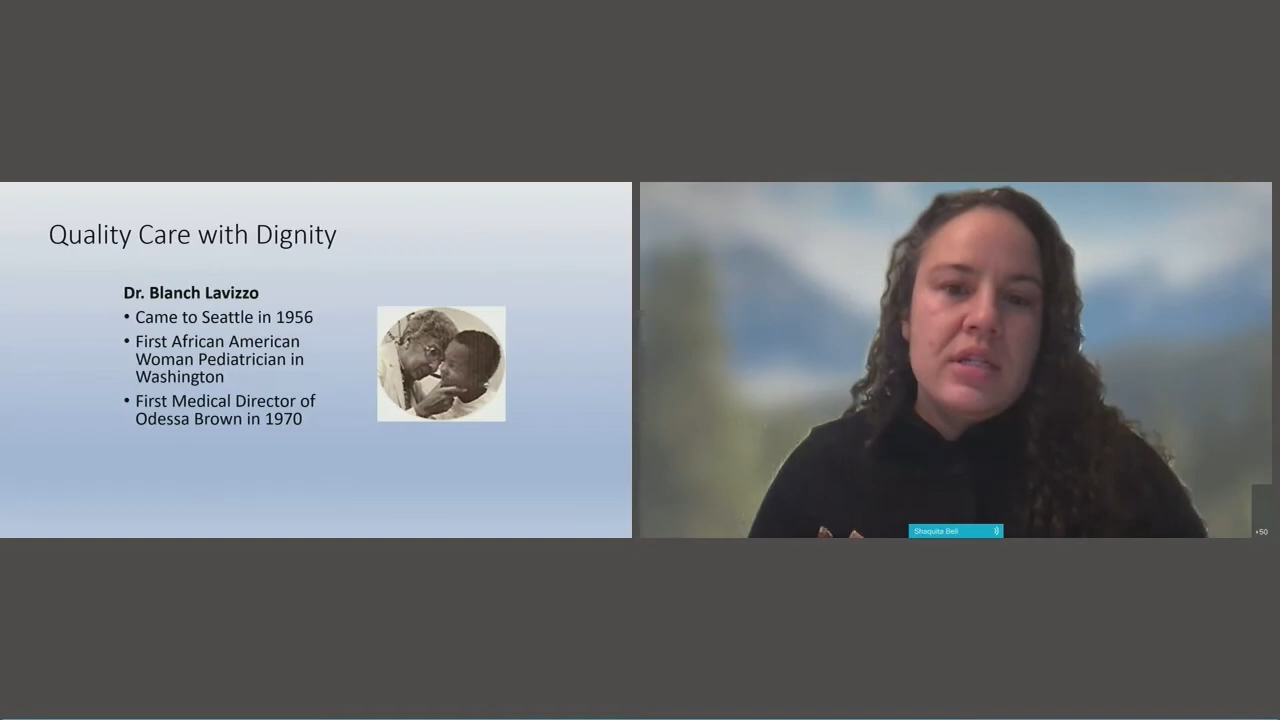 Quality Care with Dignity
Dr. Blanch Lavizzo
• Came to Seattle in 1956
• First African American
Woman Pediatrician in
Washington
• First Medical Director of
Odessa Brown in 1970
Shaquita Bell
+50